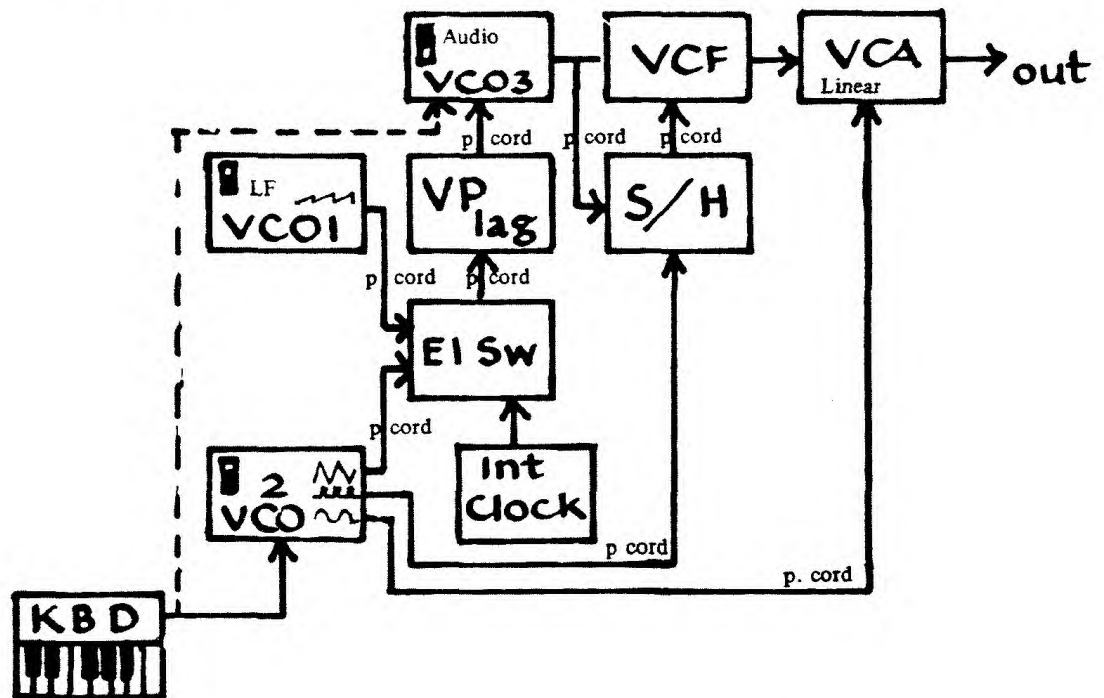 Audio
VCO3
VCF
VCA
Linear
out
p cord
p cord
p cord
LF
VCO1
VP
lag
S/H
p cord
p cord
El Sw
p cord
Int
Clock
2
VCO
p cord
p. cord
KBD